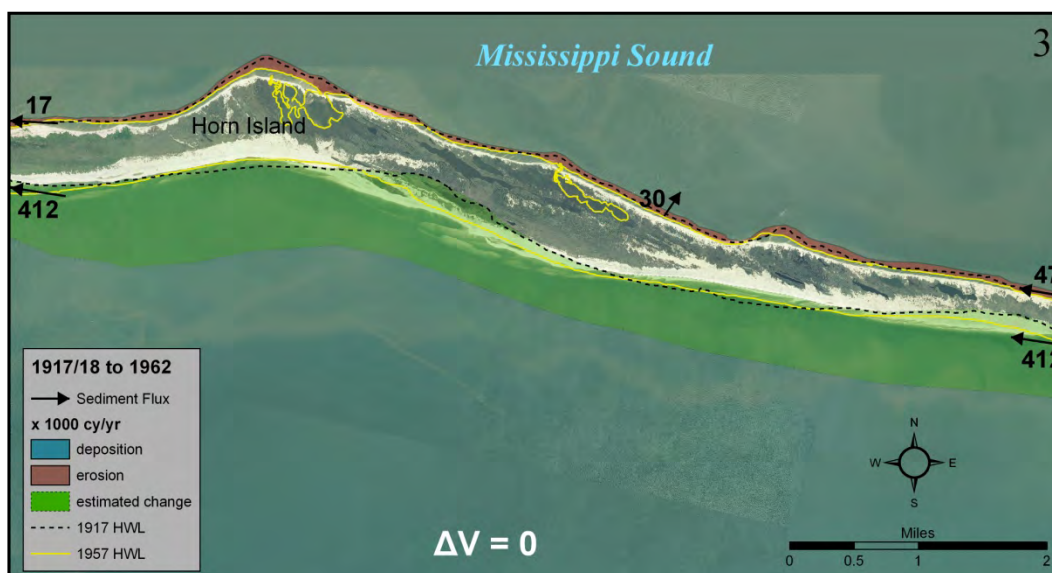 3
Mississippi Sound
17
Horn Island
412
30
47
412
1917/18 to 1962
Sediment Flux
x 1000 cy/yr
deposition
erosion
estimated change
1917 HWL
1957 HWL
ΔV = 0
N
W E
S
Miles
0 0.5 1 2